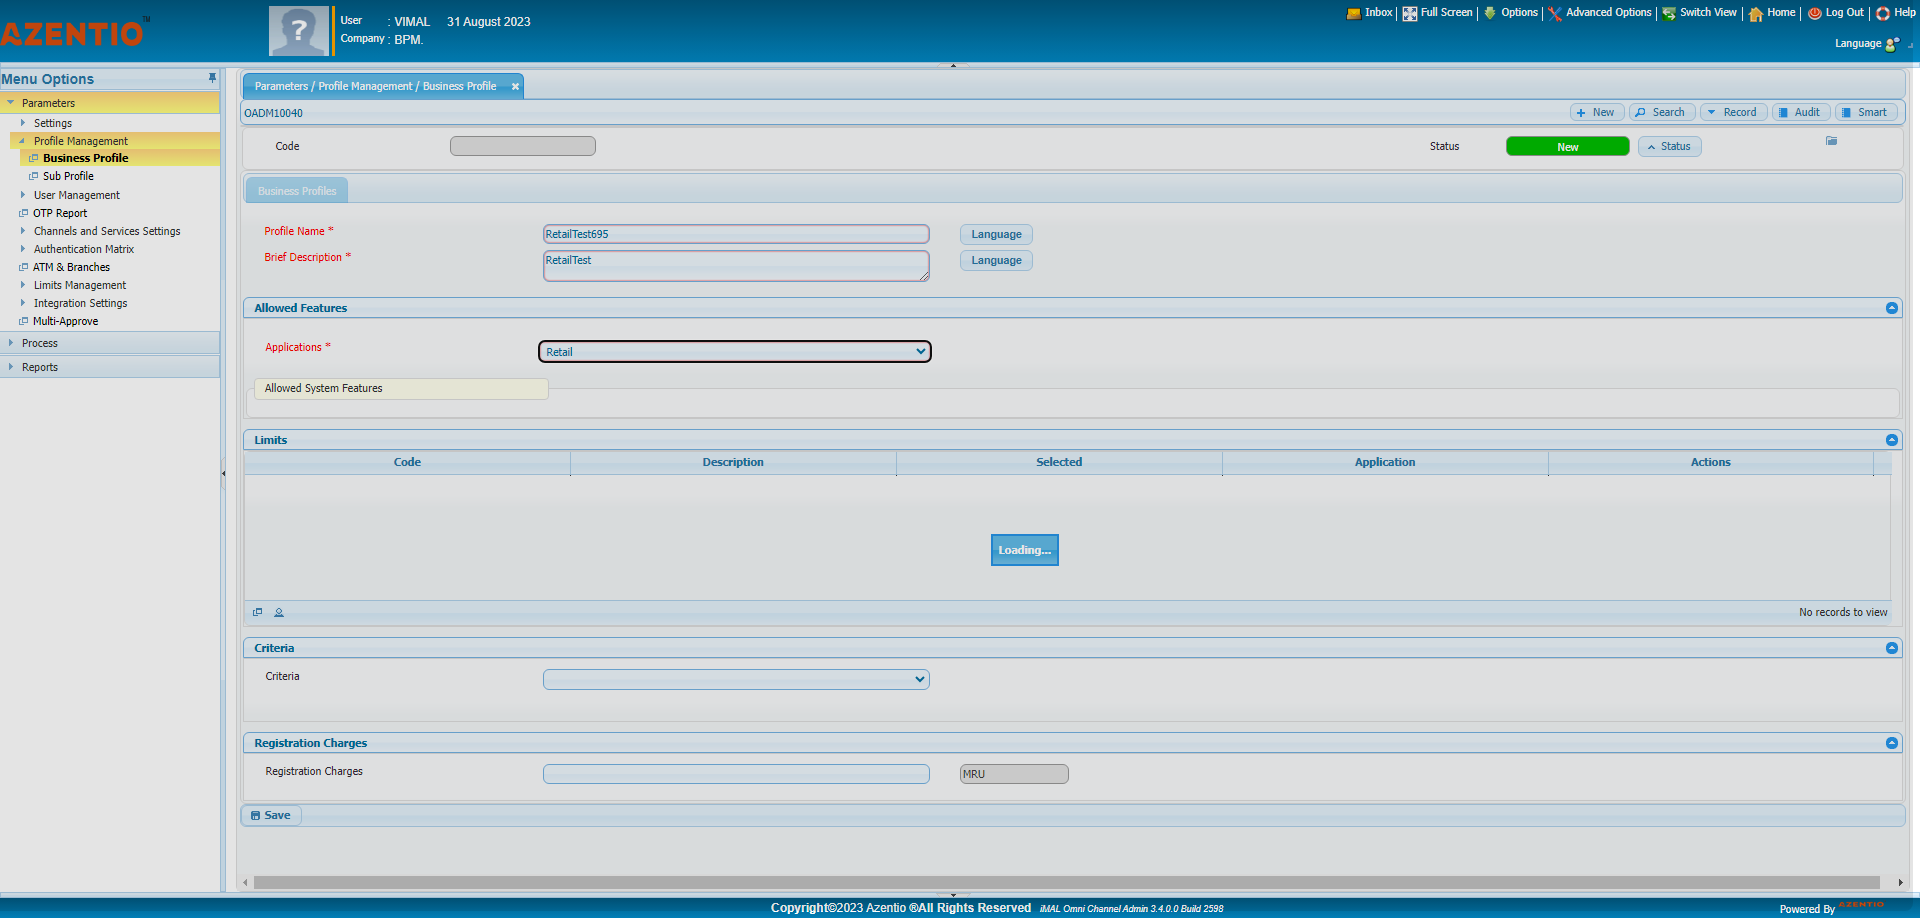 AZENTIO™
User : VIMAL 31 August 2023
Company : BPM.
Inbox Full Screen Options Advanced Options Switch View Home Log Out Help
Language
Menu Options
Parameters
Settings
Profile Management
Business Profile
Sub Profile
User Management
OTP Report
Channels and Services Settings
Authentication Matrix
ATM & Branches
Limits Management
Integration Settings
Multi-Approve
Process
Reports
Parameters / Profile Management / Business Profile
OADM10040 New Search Record Audit Smart
Code Status New Status
Business Profiles
Profile Name * RetailTest695 Language
Brief Description * RetailTest Language
Allowed Features
Applications * Retail
Allowed System Features
Limits
Code Description Selected Application Actions
Loading...
No records to view
Criteria
Criteria
Registration Charges
Registration Charges MRU
Save
Copyright©2023 Azentio ®All Rights Reserved iMAL Omni Channel Admin 3.4.0.0 Build 2598
Powered By AZENTIO